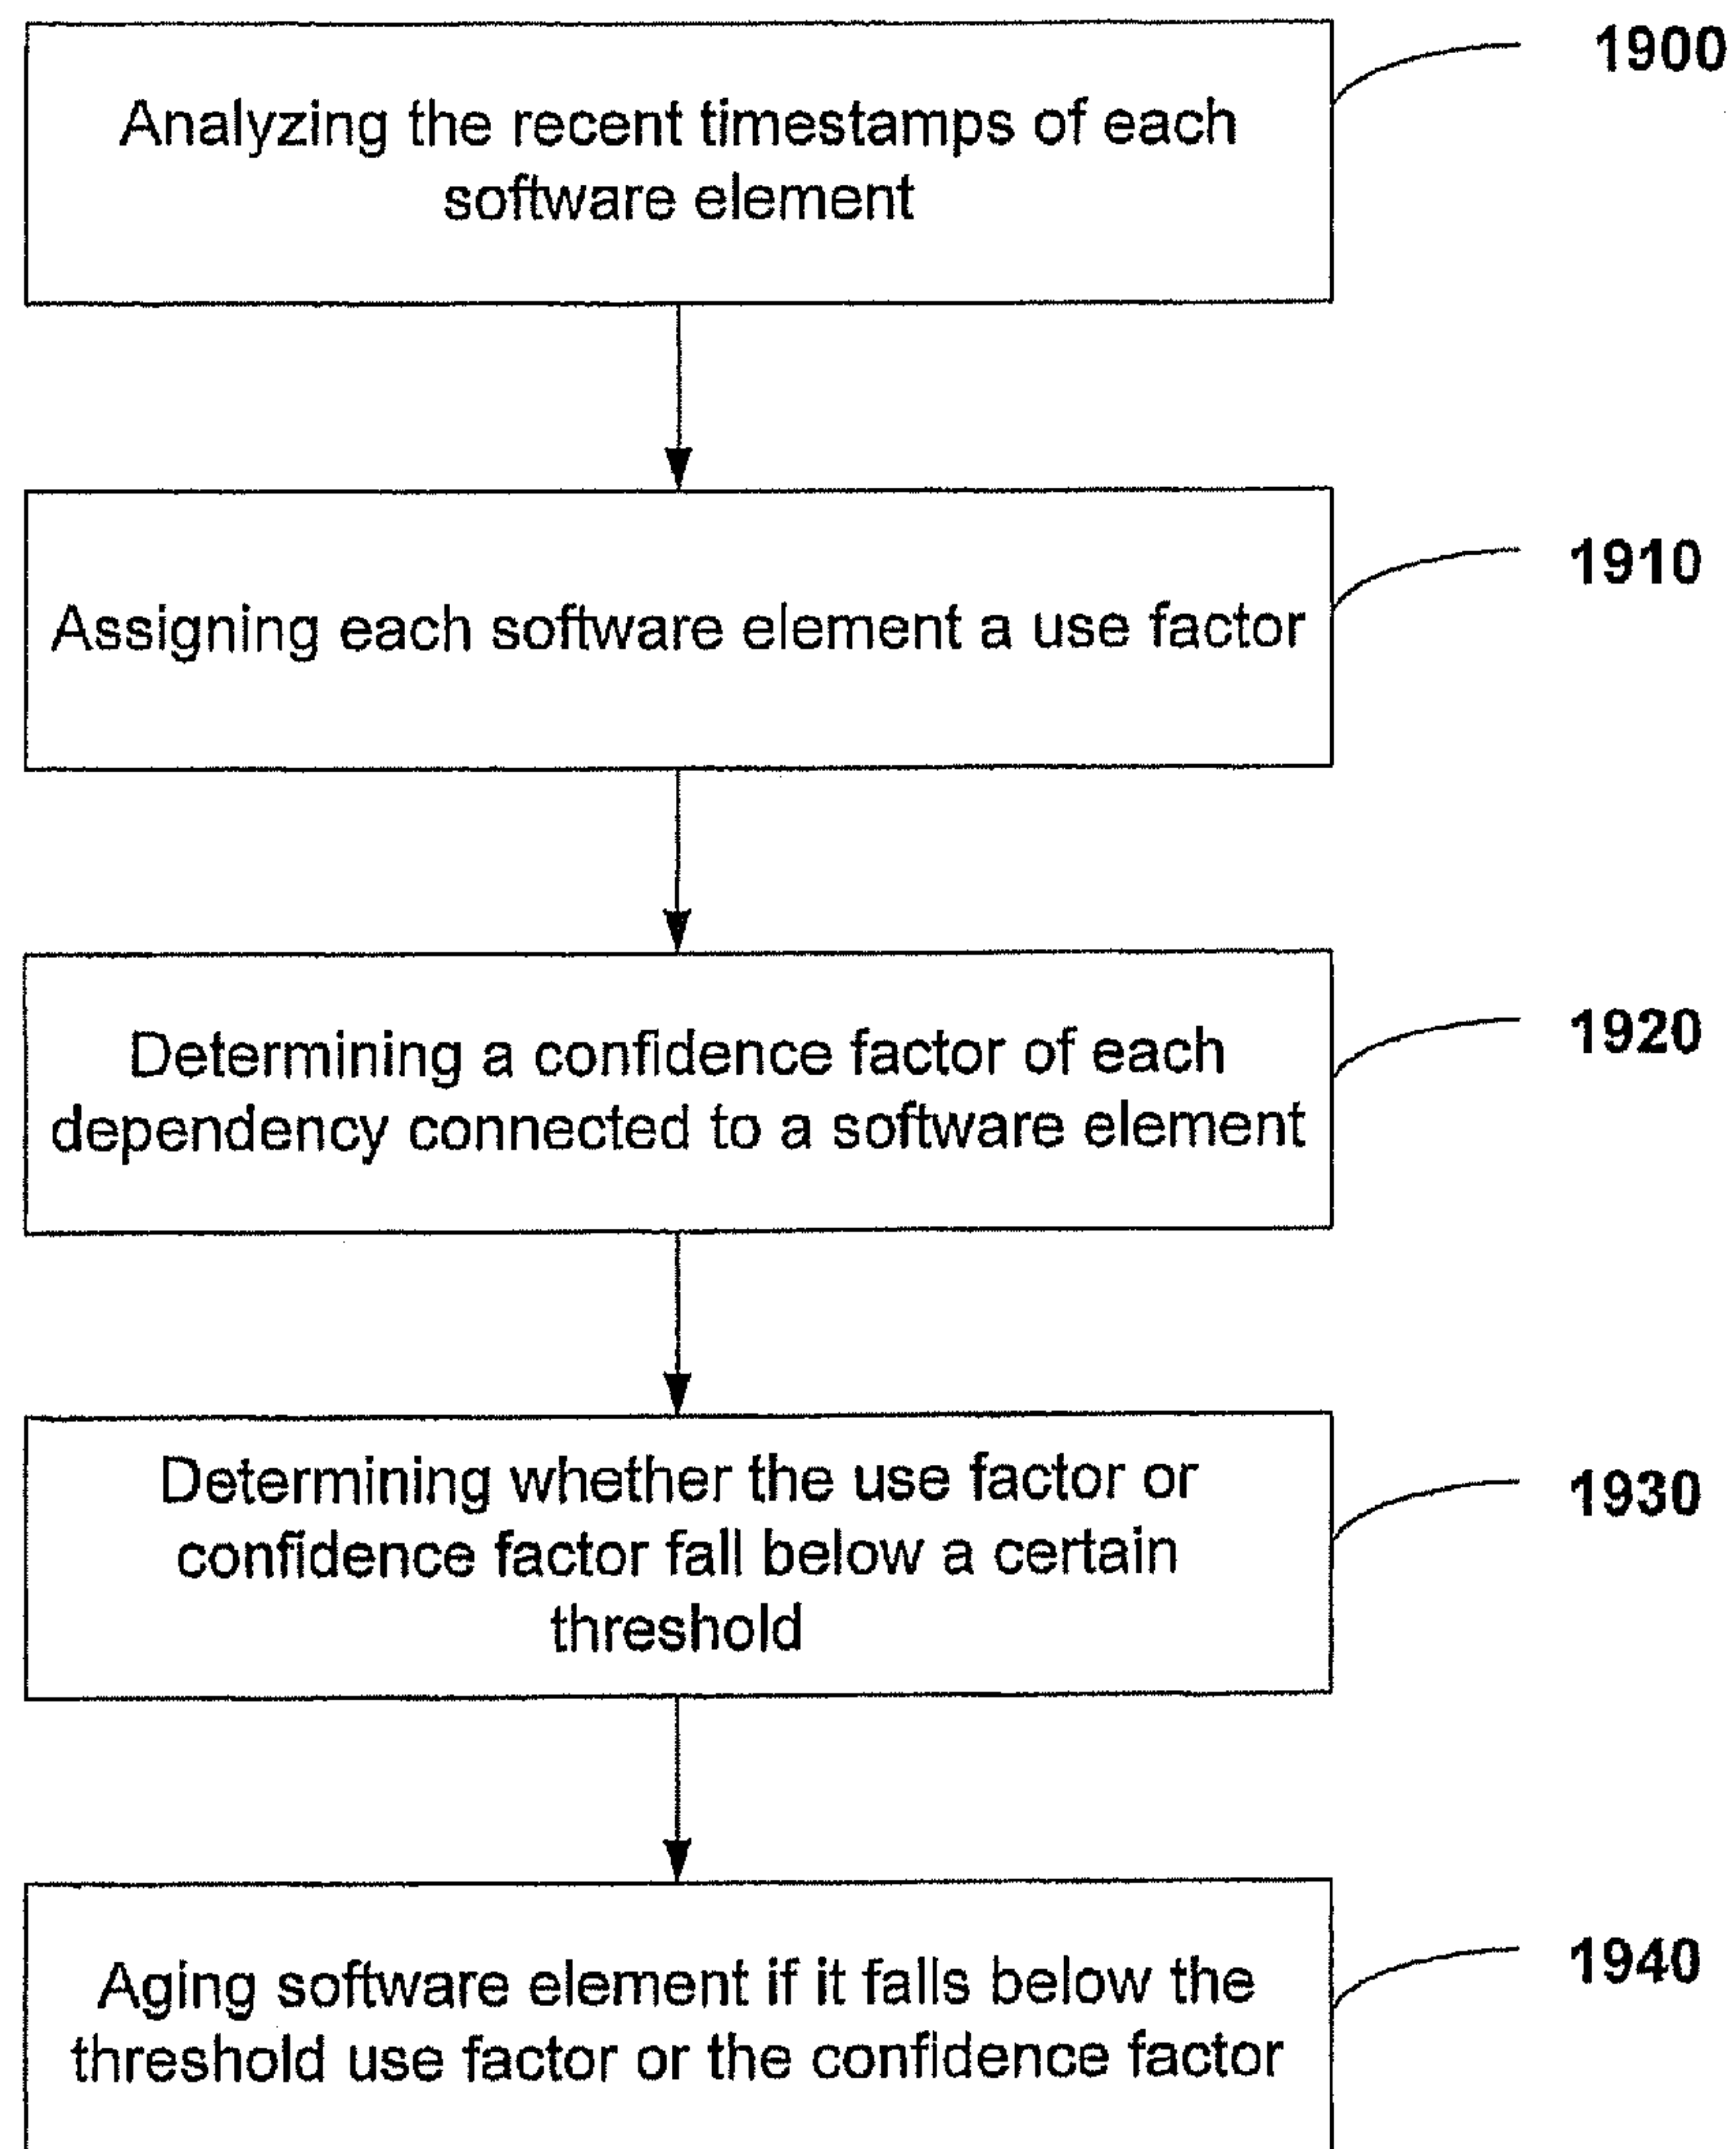 1900
Analyzing the recent timestamps of each
software element
1910
Assigning each software element a use factor
1920
Determining a confidence factor of each
dependency connected to a software element
1930
Determining whether the use factor or
confidence factor fall below a certain
threshold
1940
Aging software element if it falls below the
threshold use factor or the confidence factor